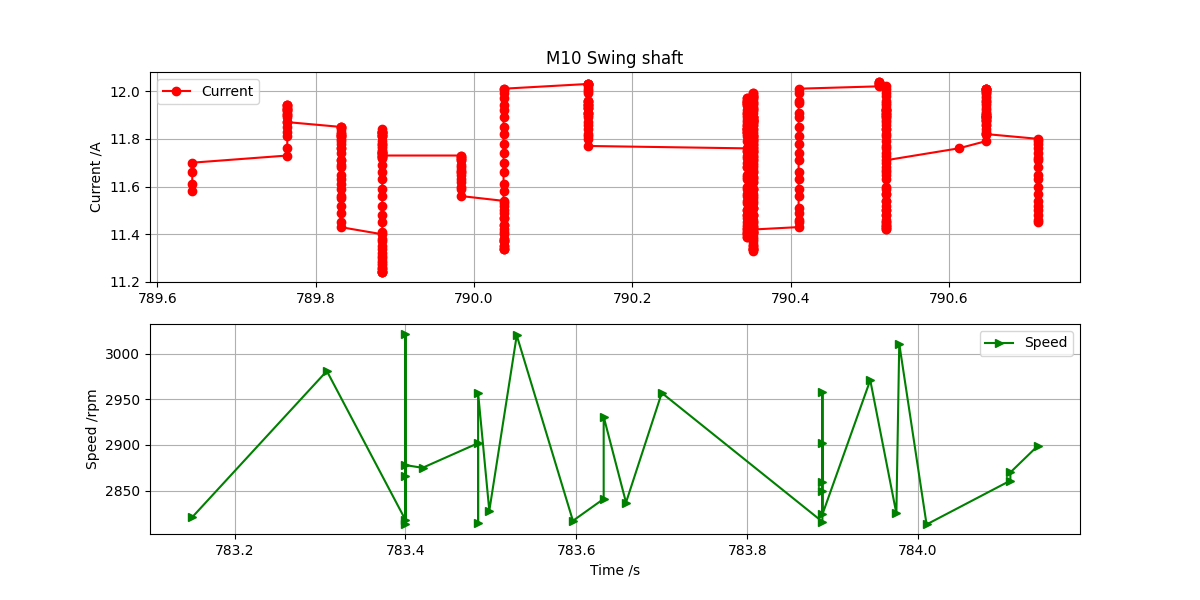 M10 Swing shaft
Current /A
12.0
11.8
11.6
11.4
11.2
Current
789.6 789.8 790.0 790.2 790.4 790.6
Speed /rpm
3000
2950
2900
2850
Speed
783.2 783.4 783.6 783.8 784.0
Time /s